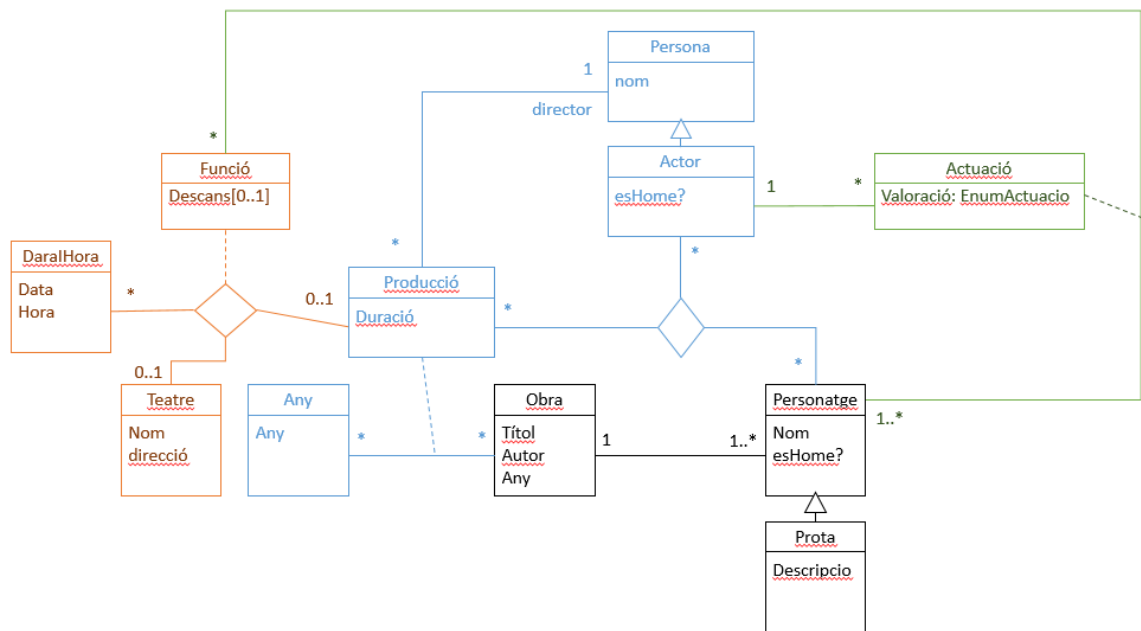 Persona
nom
1
director
*
Funció
Descans[0..1]
Actor
esHome?
1
*
Actuació
Valoració: EnumActuacio
DaralHora
Data
Hora
*
0..1
*
Producció
Duració
*
*
*
0..1
Teatre
Nom
direcció
Any
Any
*
*
Obra
Títol
Autor
Any
1
1..*
Personatge
Nom
esHome?
1..*
Prota
Descripcio